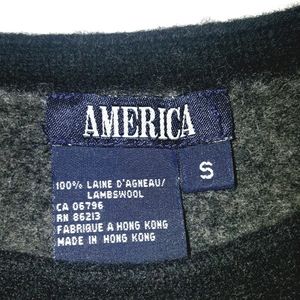 AMERICA
S
100% LAINE D'AGNEAU/
LAMBSWOOL
CA 06796
RN 86213
FABRIQUE A HONG KONG
MADE IN HONG KONG